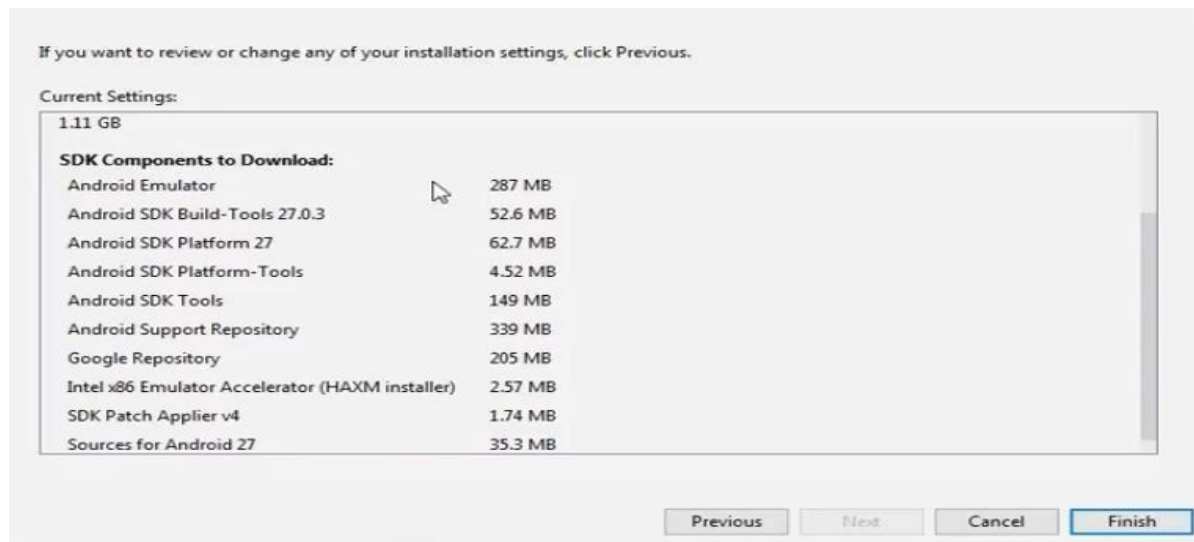 If you want to review or change any of your installation settings, click Previous.
Current Settings:
1.11 GB
SDK Components to Download:
Android Emulator 287 MB
Android SDK Build-Tools 27.0.3 52.6 MB
Android SDK Platform 27 62.7 MB
Android SDK Platform-Tools 4.52 MB
Android SDK Tools 149 MB
Android Support Repository 339 MB
Google Repository 205 MB
Intel x86 Emulator Accelerator (HAXM installer) 2.57 MB
SDK Patch Applier v4 1.74 MB
Sources for Android 27 35.3 MB
Previous Next Cancel Finish